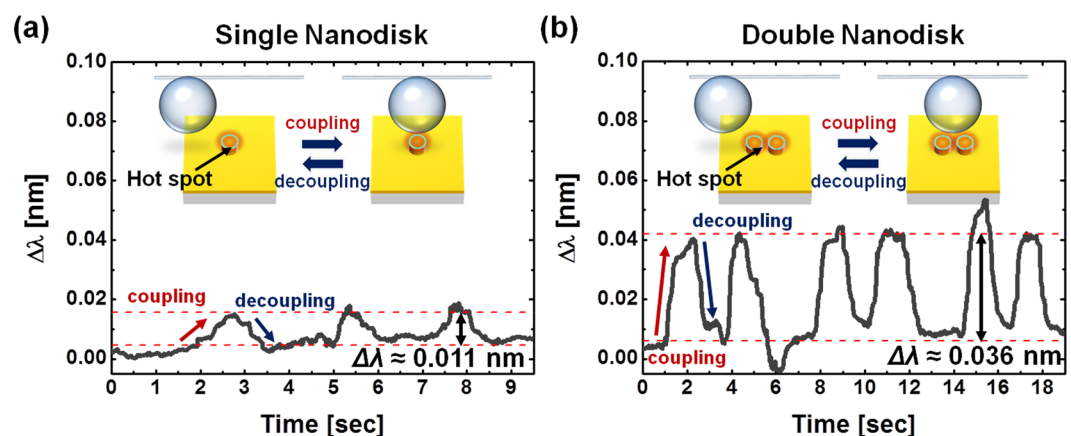 (a)
Single Nanodisk
0.10
0.08
0.06
0.04
0.02
0.00
Δλ [nm]
coupling
decoupling
Hot spot
coupling
decoupling
Δλ ≈ 0.011 nm
0 1 2 3 4 5 6 7 8 9
Time [sec]
(b)
Double Nanodisk
0.10
0.08
0.06
0.04
0.02
0.00
Δλ [nm]
coupling
decoupling
Hot spot
decoupling
coupling
Δλ ≈ 0.036 nm
0 2 4 6 8 10 12 14 16 18
Time [sec]